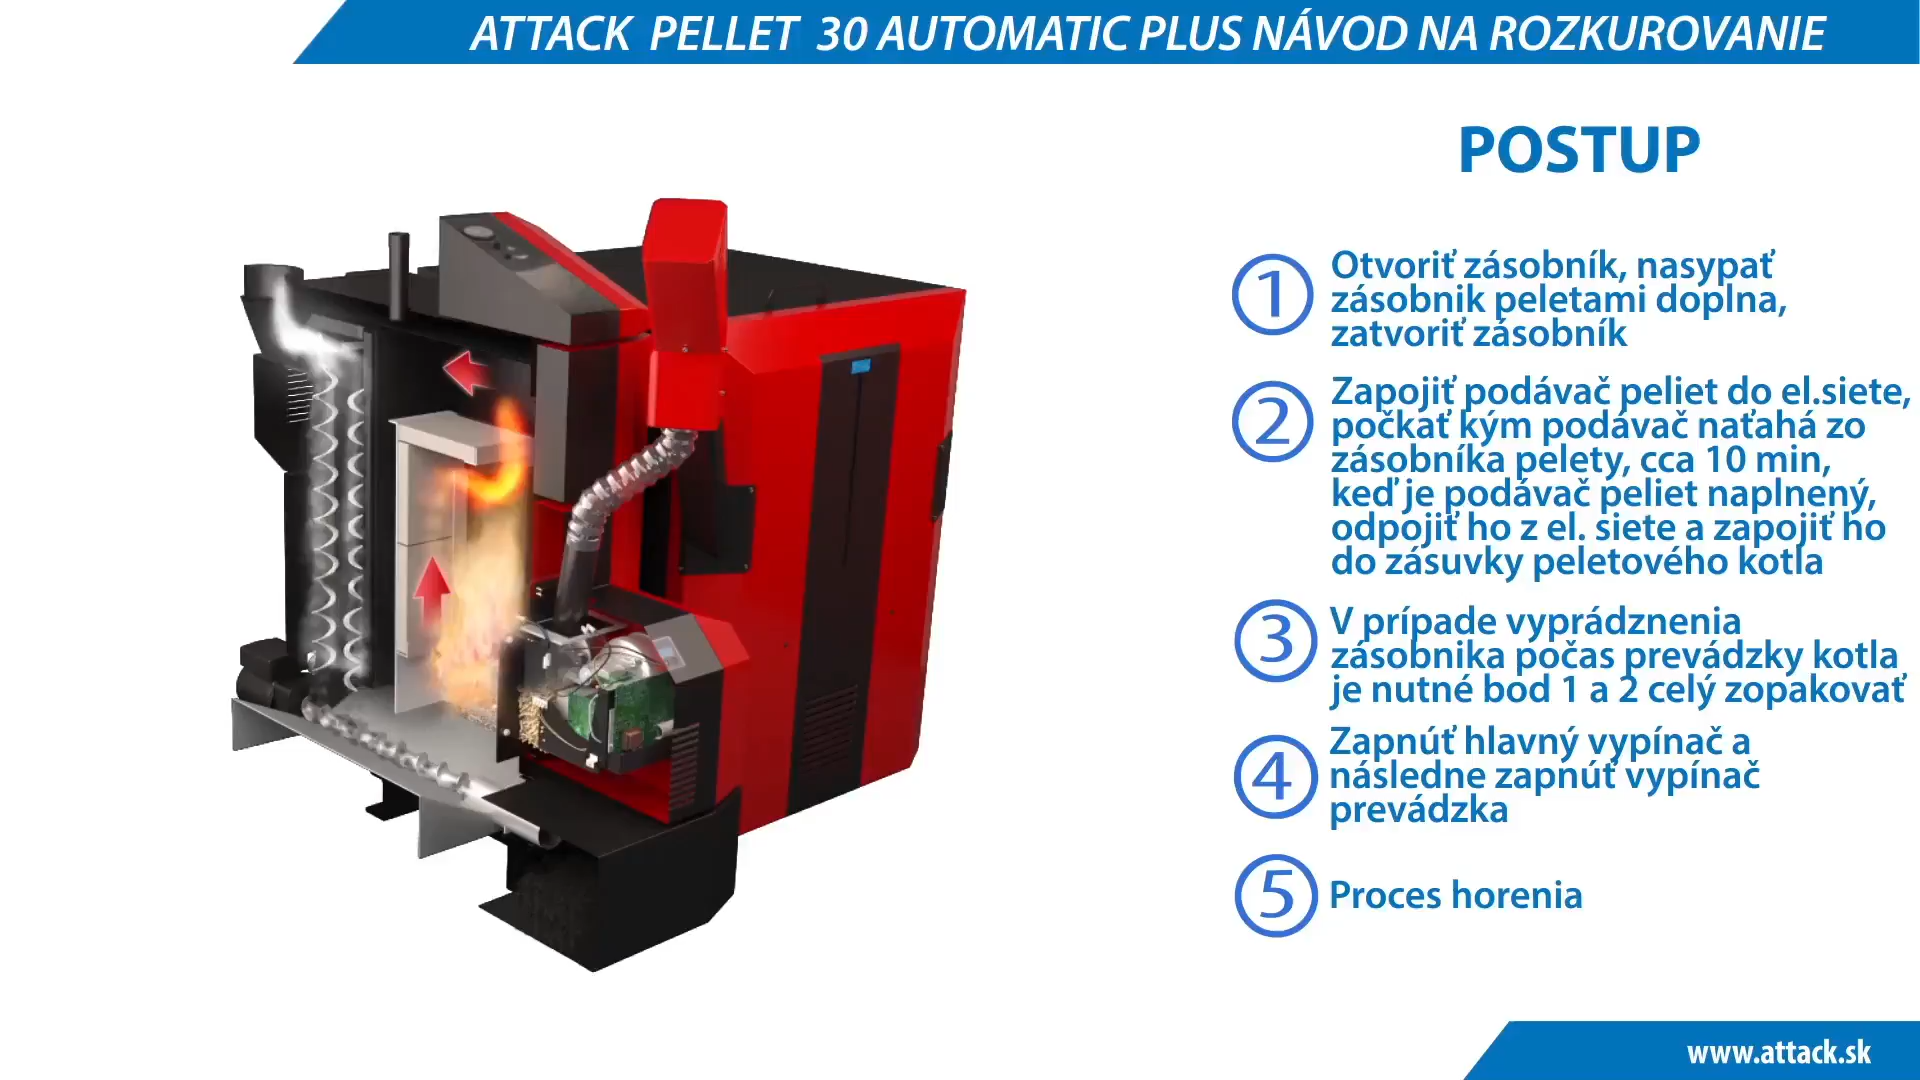 ATTACK PELLET 30 AUTOMATIC PLUS NÁVOD NA ROZKUROVANIE
POSTUP
1 Otvoriť zásobník, nasypať
zásobnik peletami doplna,
zatvoriť zásobník
2 Zapojiť podávač peliet do el.siete,
počkať kým podávač naťahá zo
zásobníka pelety, cca 10 min,
keď je podávač peliet naplnený,
odpojiť ho z el. siete a zapojiť ho
do zásuvky peletového kotla
3 V prípade vyprádznenia
zásobnika počas prevádzky kotla
je nutné bod 1 a 2 celý zopakovať
4 Zapnúť hlavný vypínač a
následne zapnúť vypínač
prevádzka
5 Proces horenia
www.attack.sk